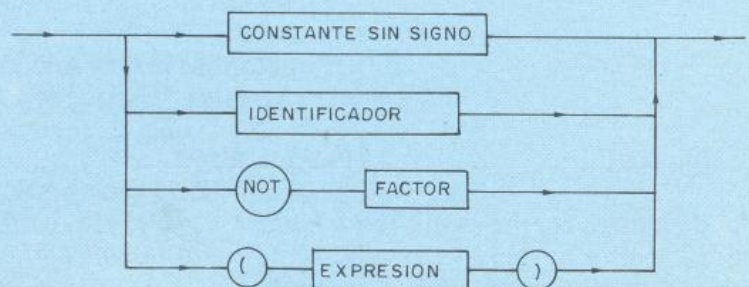 CONSTANTE SIN SIGNO
IDENTIFICADOR
NOT FACTOR
( EXPRESION )